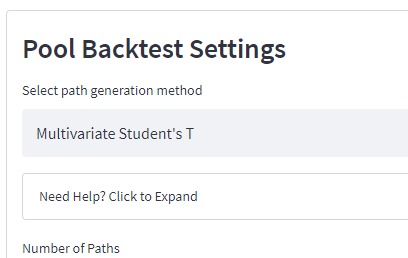 Pool Backtest Settings
Select path generation method
Multivariate Student's T
Need Help? Click to Expand
Number of Paths